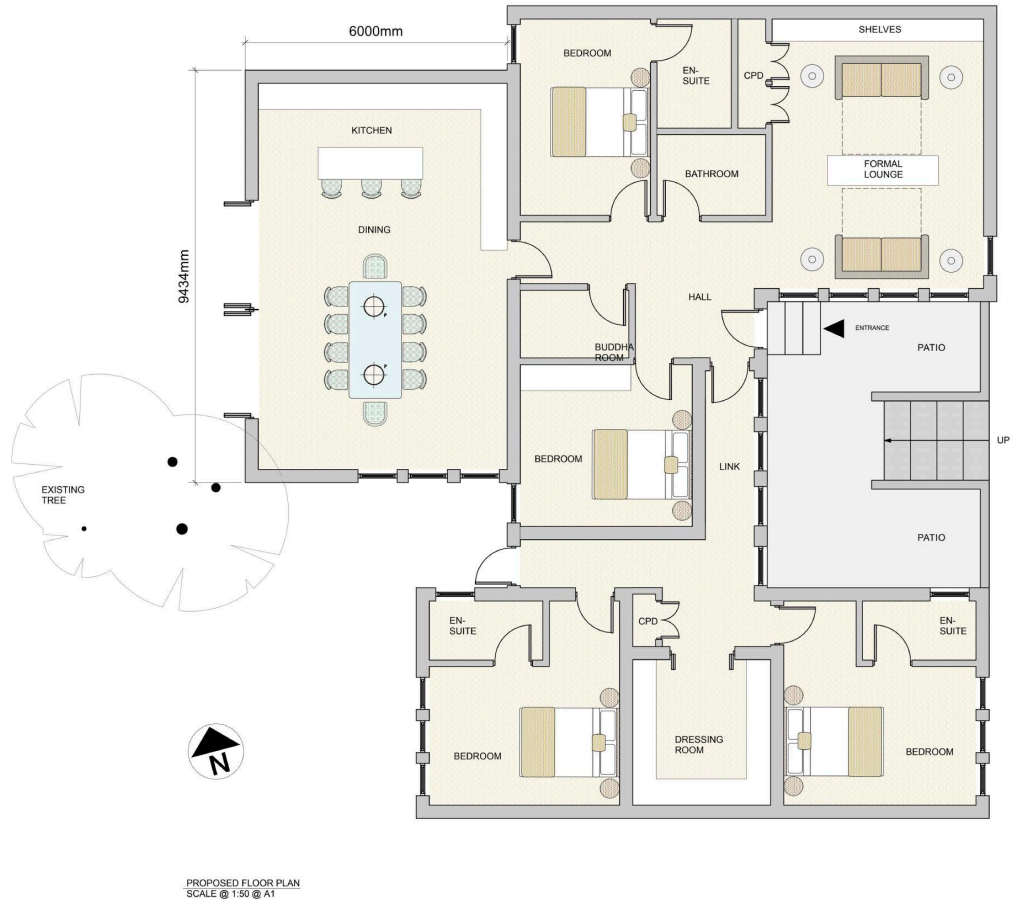 6000mm
SHELVES
BEDROOM
EN-
SUITE
CPD
KITCHEN
FORMAL
LOUNGE
BATHROOM
DINING
9434mm
HALL
ENTRANCE
BUDDHA
ROOM
PATIO
UP
BEDROOM
LINK
EXISTING
TREE
PATIO
EN-
SUITE
CPD
EN-
SUITE
DRESSING
ROOM
BEDROOM
BEDROOM
N
PROPOSED FLOOR PLAN
SCALE @ 1:50 @ A1